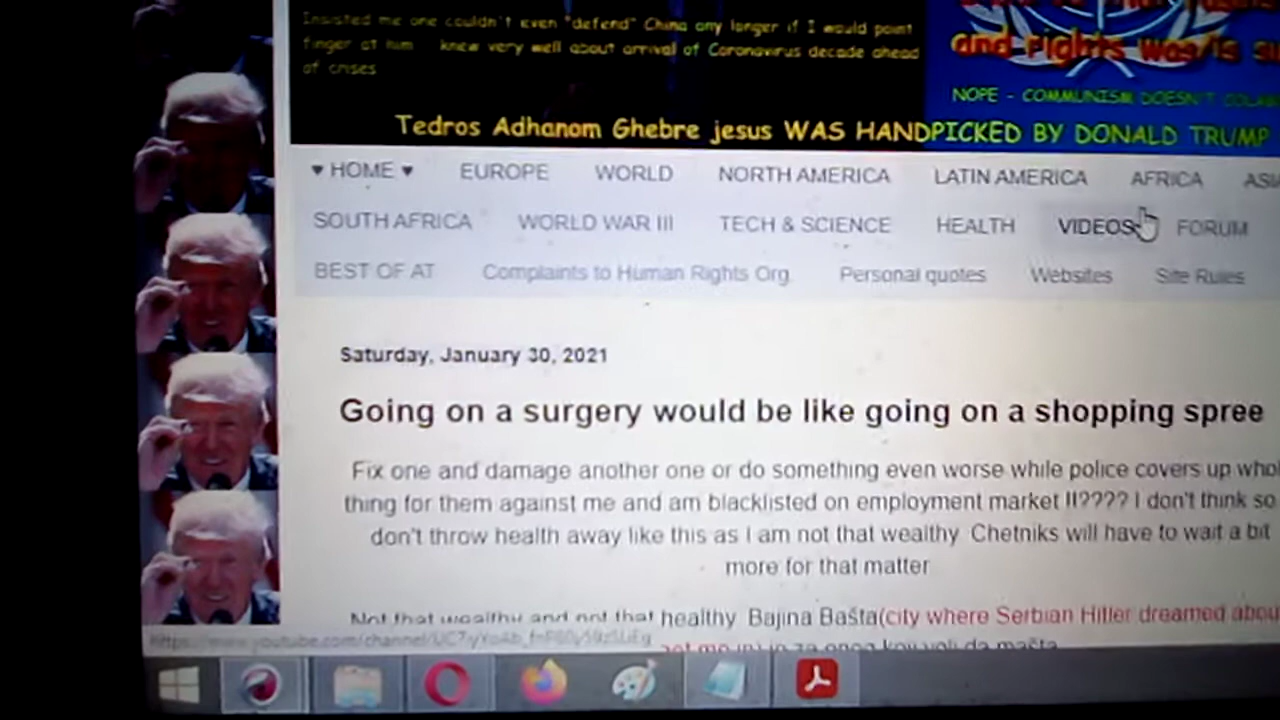 Insisted me one couldn't even "defend" China any longer if I would point
finger at him knew very well about arrival of Coronavirus decade ahead
of crises
and rights was/is
NOPE - COMMUNISM DOESN'T
Tedros Adhanom Ghebre jesus WAS HANDPICKED BY DONALD TRUMP
♥ HOME ♥ EUROPE WORLD NORTH AMERICA LATIN AMERICA AFRICA
SOUTH AFRICA WORLD WAR III TECH & SCIENCE HEALTH VIDEOS FORUM
BEST OF AT Complaints to Human Rights Org. Personal quotes Websites Site Rules
Saturday, January 30, 2021
Going on a surgery would be like going on a shopping spree
Fix one and damage another one or do something even worse while police covers up
thing for them against me and am blacklisted on employment market !!???? I don't think so
don't throw health away like this as I am not that wealthy. Chetniks will have to wait a bit
more for that matter
Not that wealthy and not that healthy. Bajina Bašta(city where Serbian Hitler dreamed
je za onog koji voli da mašta